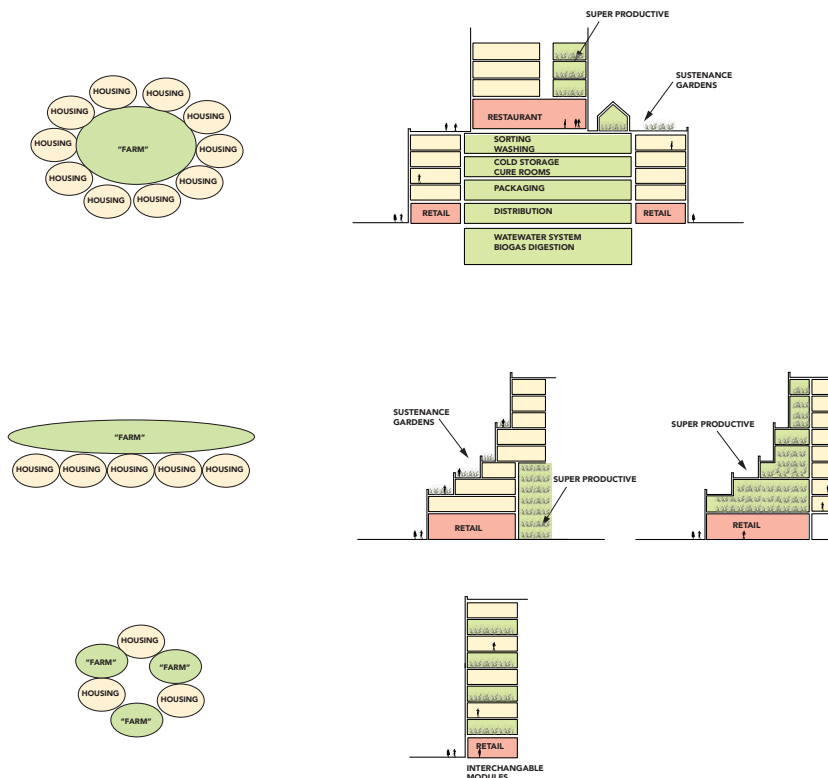 SUPER PRODUCTIVE
SUSTENANCE
GARDENS
HOUSING
HOUSING
HOUSING
HOUSING
HOUSING
"FARM"
HOUSING
HOUSING
HOUSING
HOUSING
HOUSING
RESTAURANT
SORTING
WASHING
COLD STORAGE
CURE ROOMS
PACKAGING
RETAIL
DISTRIBUTION
RETAIL
WATEWATER SYSTEM
BIOGAS DIGESTION
"FARM"
HOUSING HOUSING HOUSING HOUSING HOUSING
SUSTENANCE
GARDENS
SUPER PRODUCTIVE
RETAIL
SUPER PRODUCTIVE
RETAIL
HOUSING
"FARM"
"FARM"
HOUSING
HOUSING
"FARM"
RETAIL
INTERCHANGABLE
MODULES